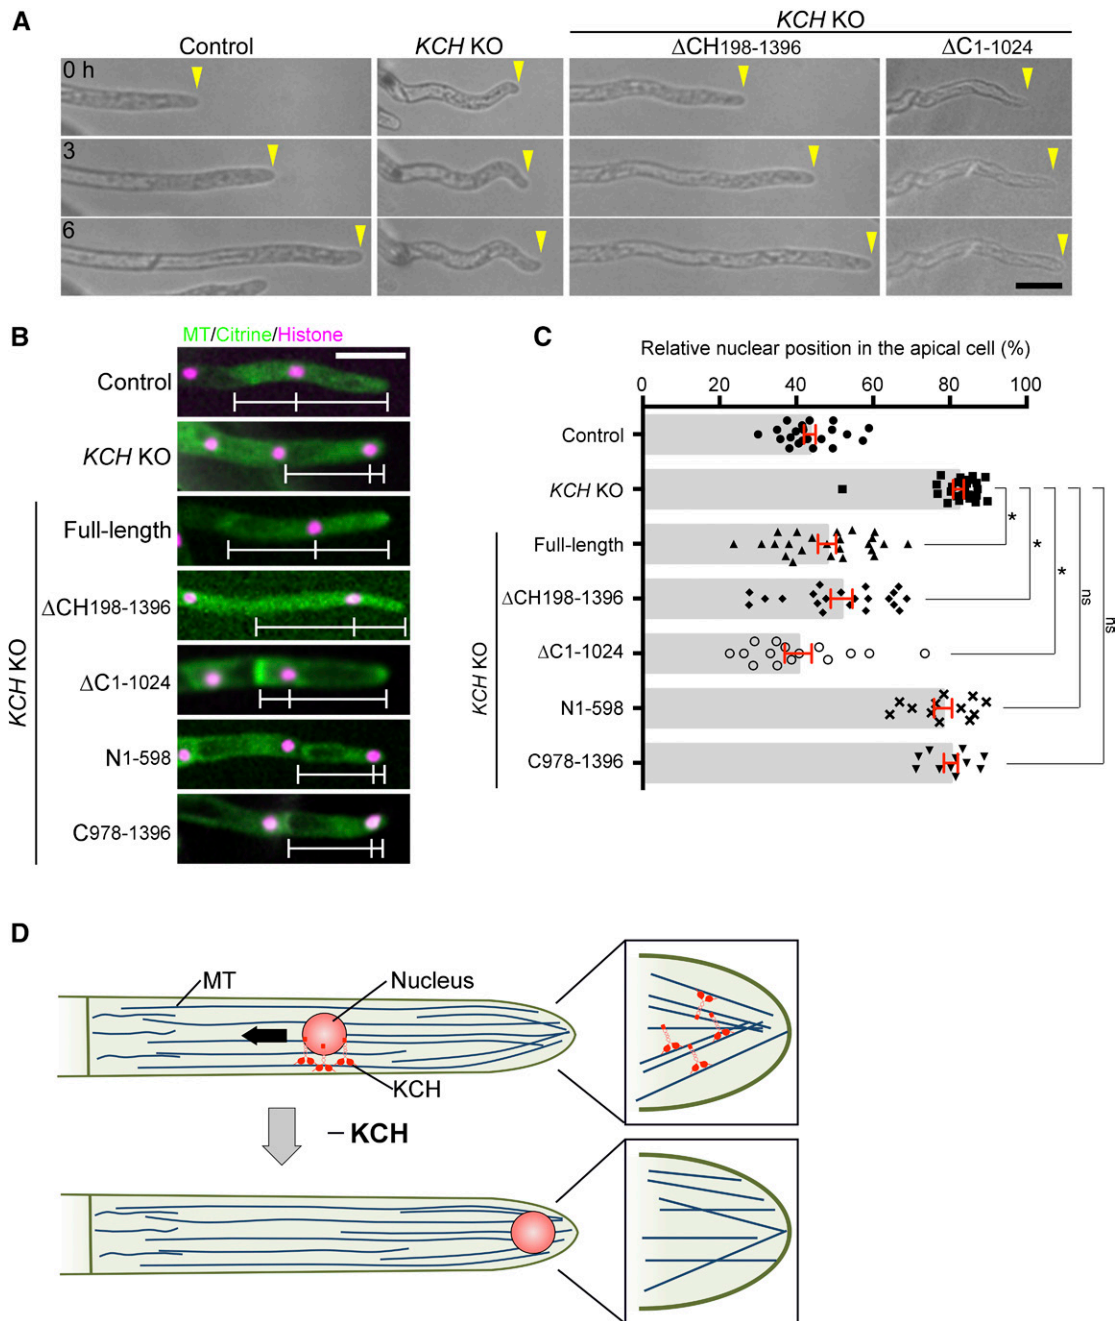 A
KCH KO
Control
KCH KO
ΔCH198-1396
ΔC1-1024
0 h
3
6
B
MT/Citrine/Histone
Control
KCH KO
Full-length
ΔCH198-1396
ΔC1-1024
N1-598
C978-1396
KCH KO
C
Relative nuclear position in the apical cell (%)
0 20 40 60 80 100
Control
KCH KO
Full-length
ΔCH198-1396
ΔC1-1024
N1-598
C978-1396
KCH KO
*
*
*
ns
ns
D
MT
Nucleus
KCH
– KCH